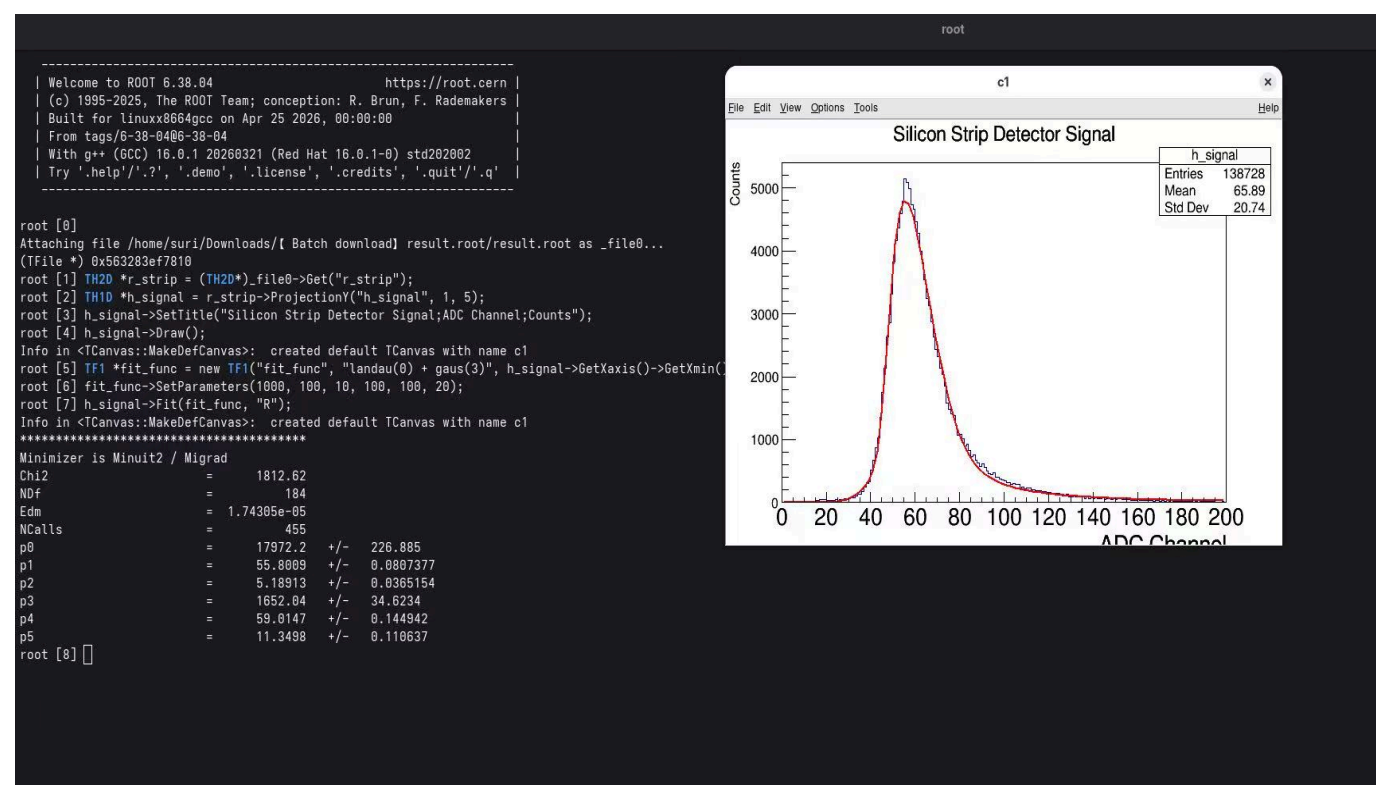 root
------------------------------------------------------------------
| Welcome to ROOT 6.38.04                        https://root.cern |
| (c) 1995-2025, The ROOT Team; conception: R. Brun, F. Rademakers |
| Built for linuxx8664gcc on Apr 25 2026, 00:00:00                 |
| From tags/6-38-04@6-38-04                                        |
| With g++ (GCC) 16.0.1 20260321 (Red Hat 16.0.1-0) std202002      |
| Try '.help'/'.?', '.demo', '.license', '.credits', '.quit'/'.q'  |
------------------------------------------------------------------
root [0]
Attaching file /home/suri/Downloads/【 Batch download】 result.root/result.root as _file0...
(TFile *) 0x563283ef7810
root [1] TH2D *r_strip = (TH2D*)_file0->Get("r_strip");
root [2] TH1D *h_signal = r_strip->ProjectionY("h_signal", 1, 5);
root [3] h_signal->SetTitle("Silicon Strip Detector Signal;ADC Channel;Counts");
root [4] h_signal->Draw();
Info in <TCanvas::MakeDefCanvas>:  created default TCanvas with name c1
root [5] TF1 *fit_func = new TF1("fit_func", "landau(0) + gaus(3)", h_signal->GetXaxis()->GetXmin(
root [6] fit_func->SetParameters(1000, 100, 10, 100, 100, 20);
root [7] h_signal->Fit(fit_func, "R");
Info in <TCanvas::MakeDefCanvas>:  created default TCanvas with name c1
****************************************
Minimizer is Minuit2 / Migrad
Chi2                      =      1812.62
NDf                       =          184
Edm                       =  1.74305e-05
NCalls                    =          455
p0                        =      17972.2   +/-   226.885
p1                        =      55.8009   +/-   0.0807377
p2                        =      5.18913   +/-   0.0365154
p3                        =      1652.04   +/-   34.6234
p4                        =      59.0147   +/-   0.144942
p5                        =      11.3498   +/-   0.110637
root [8]
c1
×
File Edit View Options Tools Help
Silicon Strip Detector Signal
h_signal
Entries 138728
Mean 65.89
Std Dev 20.74
Counts
5000
4000
3000
2000
1000
0
0 20 40 60 80 100 120 140 160 180 200
ADC Channel